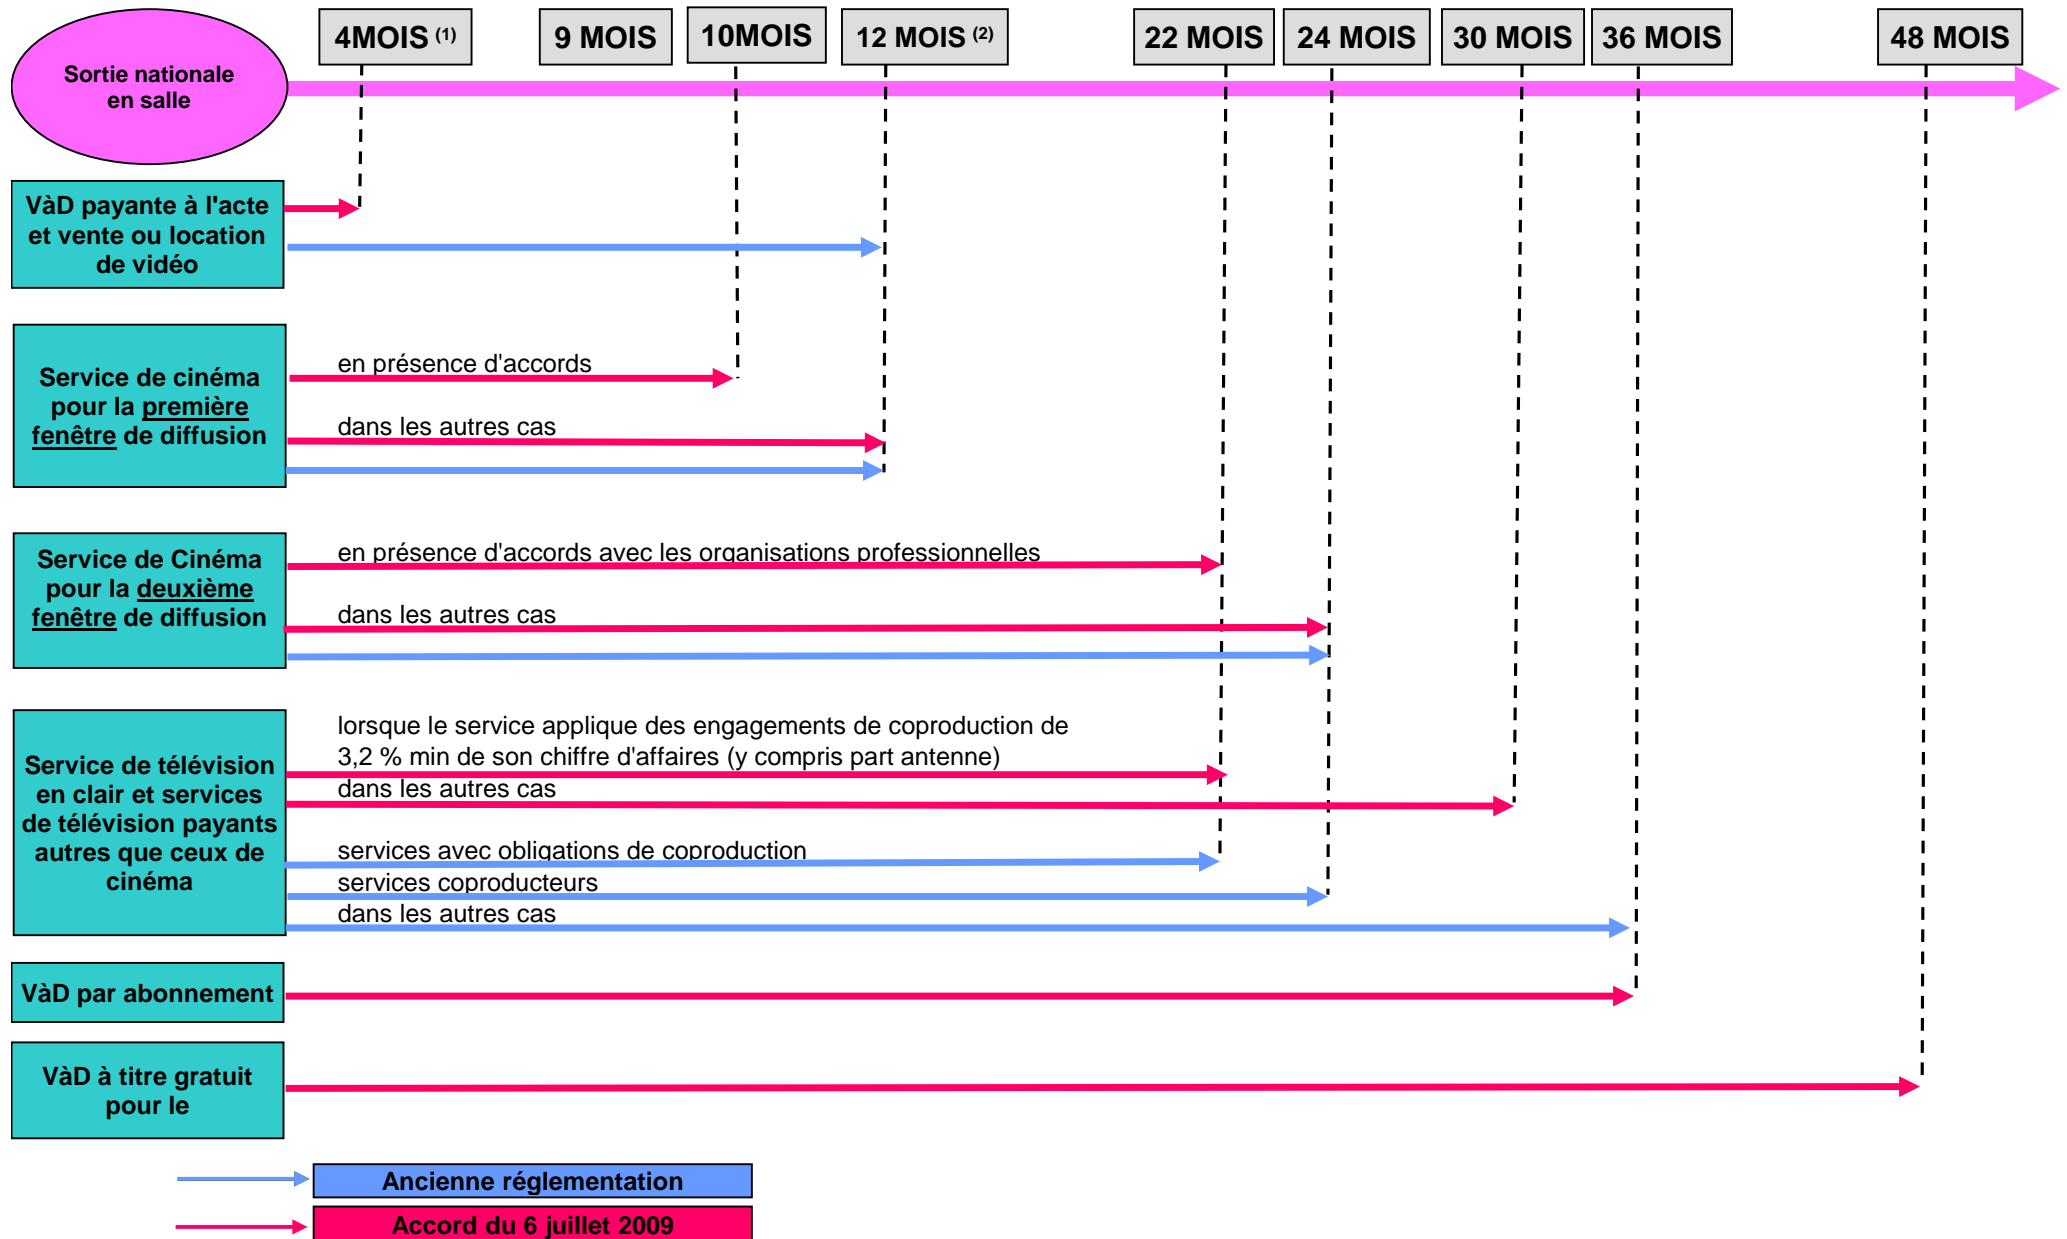 4MOIS (1)
9 MOIS
10MOIS
12 MOIS (2)
22 MOIS
24 MOIS
30 MOIS
36 MOIS
48 MOIS
Sortie nationale
en salle
VàD payante à l'acte
et vente ou location
de vidéo
Service de cinéma
pour la première
fenêtre de diffusion
en présence d'accords
dans les autres cas
Service de Cinéma
pour la deuxième
fenêtre de diffusion
en présence d'accords avec les organisations professionnelles
dans les autres cas
Service de télévision
en clair et services
de télévision payants
autres que ceux de
cinéma
lorsque le service applique des engagements de coproduction de
3,2 % min de son chiffre d'affaires (y compris part antenne)
dans les autres cas
services avec obligations de coproduction
services coproducteurs
dans les autres cas
VàD par abonnement
VàD à titre gratuit
pour le
Ancienne réglementation
Accord du 6 juillet 2009